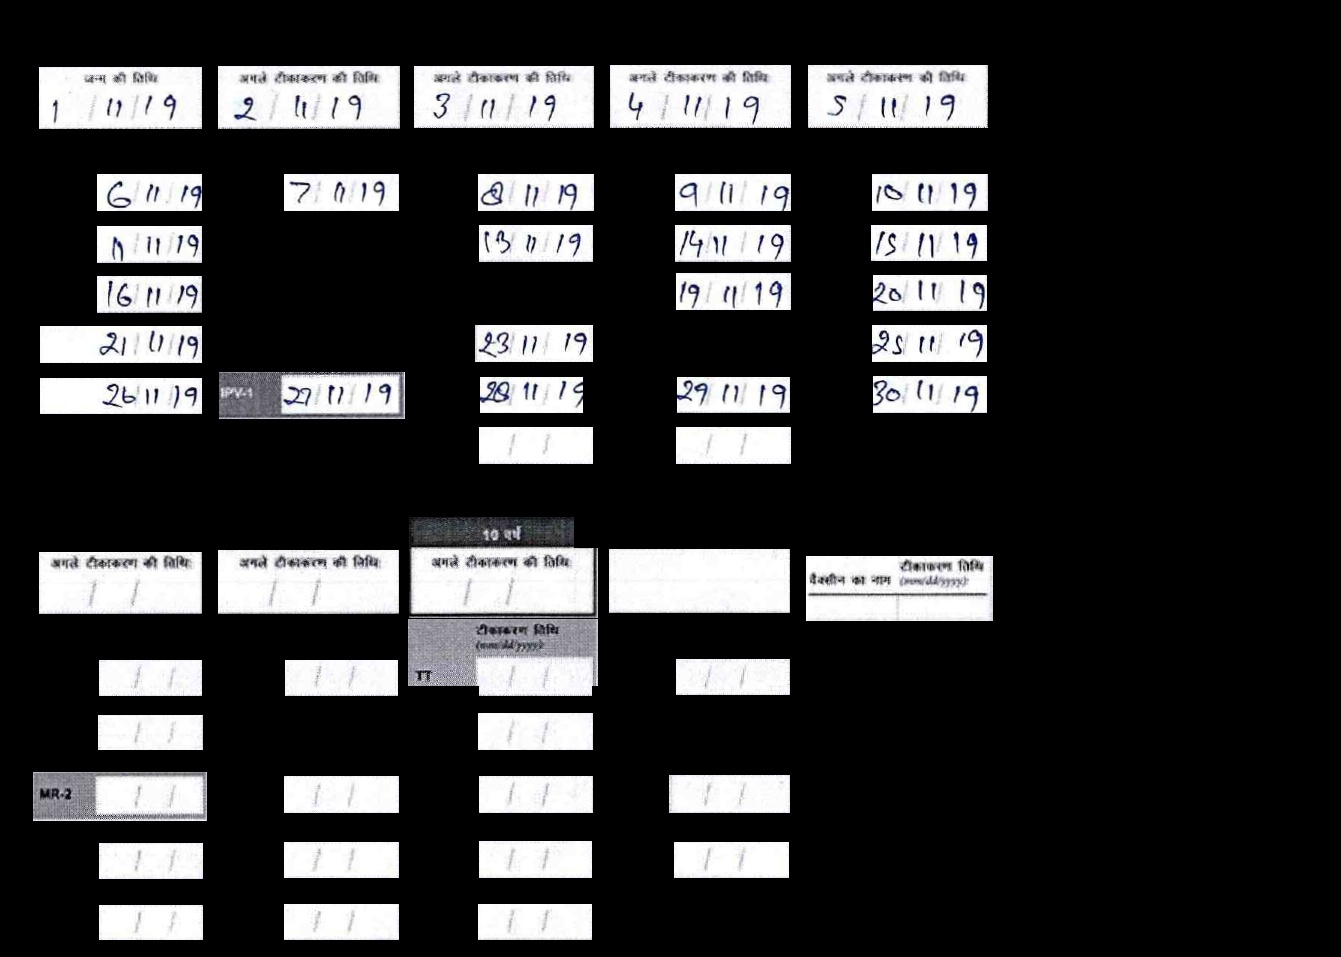 जन्म की तिथि अगले टीकाकरण की तिथि: अगले टीकाकरण की तिथि: अगले टीकाकरण की तिथि: अगले टीकाकरण की तिथि:
1 / 11 / 19 2 / 11 / 19 3 / 11 / 19 4 / 11 / 19 5 / 11 / 19
6 / 11 / 19 7 / 11 / 19 8 / 11 / 19 9 / 11 / 19 10 / 11 / 19
11 / 11 / 19 13 / 11 / 19 14 / 11 / 19 15 / 11 / 19
16 / 11 / 19 19 / 11 / 19 20 / 11 / 19
21 / 11 / 19 23 / 11 / 19 25 / 11 / 19
26 / 11 / 19 IPV-1 27 / 11 / 19 28 / 11 / 19 29 / 11 / 19 30 / 11 / 19
/ / / /
10 वर्ष
अगले टीकाकरण की तिथि: अगले टीकाकरण की तिथि: अगले टीकाकरण की तिथि: वैक्सीन का नाम टीकाकरण तिथि (mm/dd/yyyy):
/ / / / / /
टीकाकरण तिथि
(mm/dd/yyyy):
/ / / / TT / / / /
/ / / /
MR-2 / / / / / / / /
/ / / / / / / /
/ / / / / /